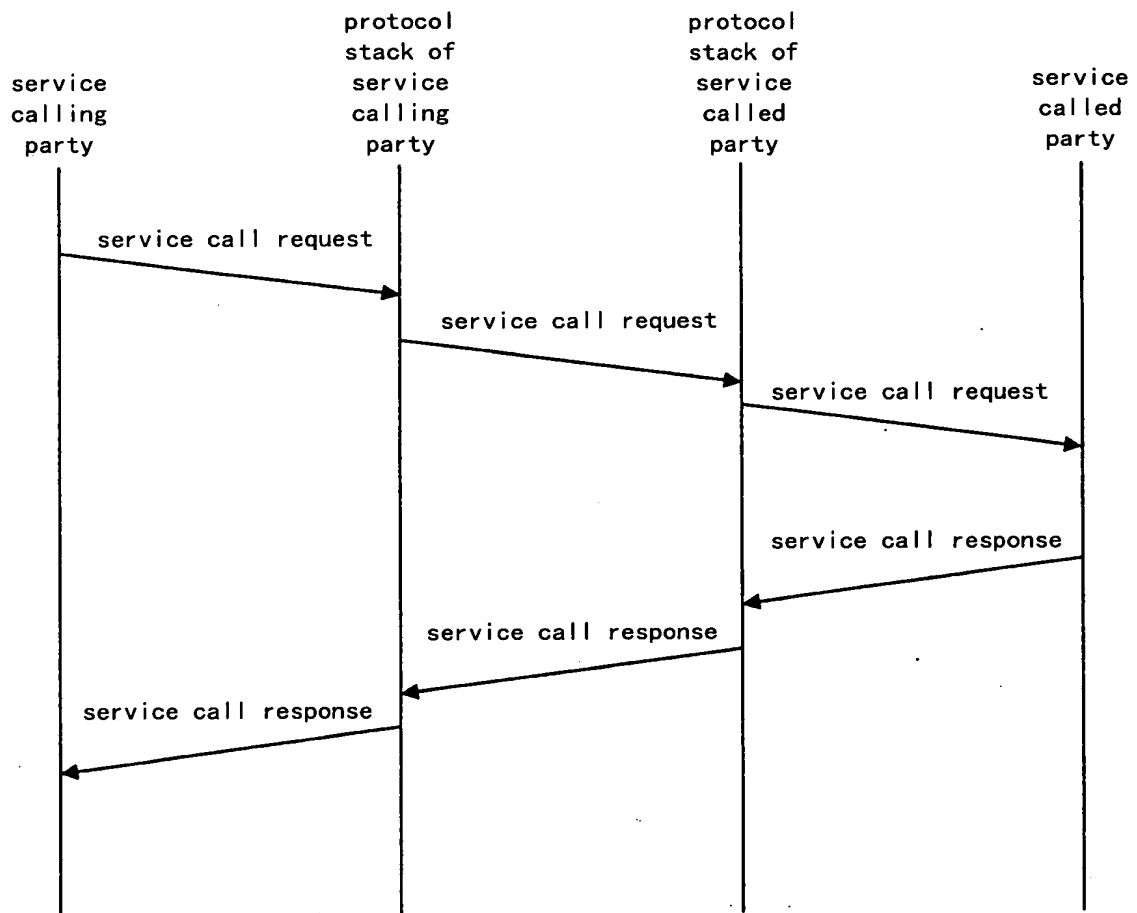 service
calling
party
protocol
stack of
service
calling
party
protocol
stack of
service
called
party
service
called
party
service call request
service call request
service call request
service call response
service call response
service call response